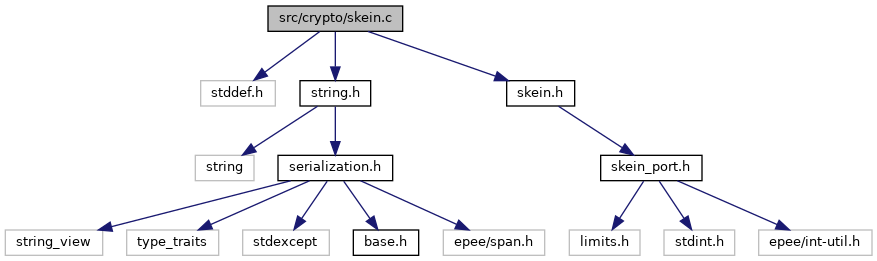 src/crypto/skein.c
stddef.h
string.h
skein.h
string
serialization.h
skein_port.h
string_view
type_traits
stdexcept
base.h
epee/span.h
limits.h
stdint.h
epee/int-util.h